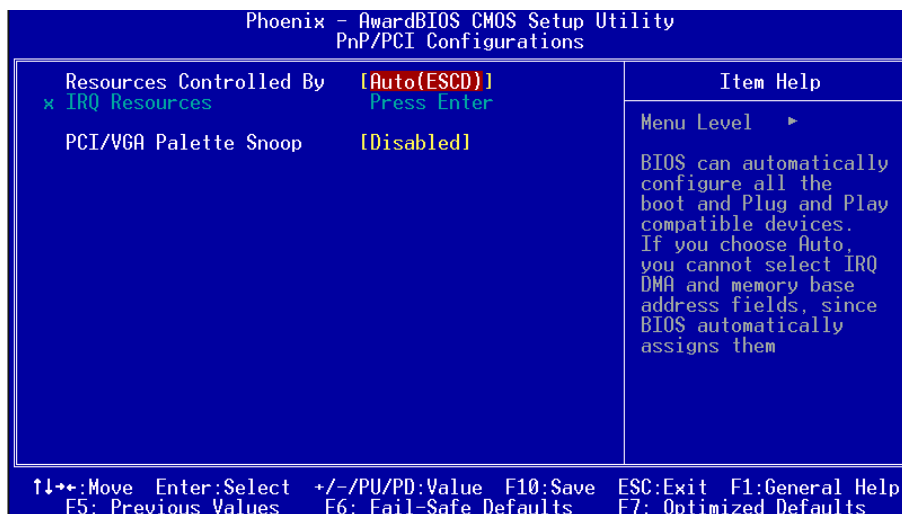 Phoenix - AwardBIOS CMOS Setup Utility
PnP/PCI Configurations
Resources Controlled By [Auto(ESCD)]
x IRQ Resources Press Enter
PCI/VGA Palette Snoop [Disabled]
Item Help
Menu Level ►
BIOS can automatically
configure all the
boot and Plug and Play
compatible devices.
If you choose Auto,
you cannot select IRQ
DMA and memory base
address fields, since
BIOS automatically
assigns them
↑↓→←:Move Enter:Select +/-/PU/PD:Value F10:Save ESC:Exit F1:General Help
F5: Previous Values F6: Fail-Safe Defaults F7: Optimized Defaults